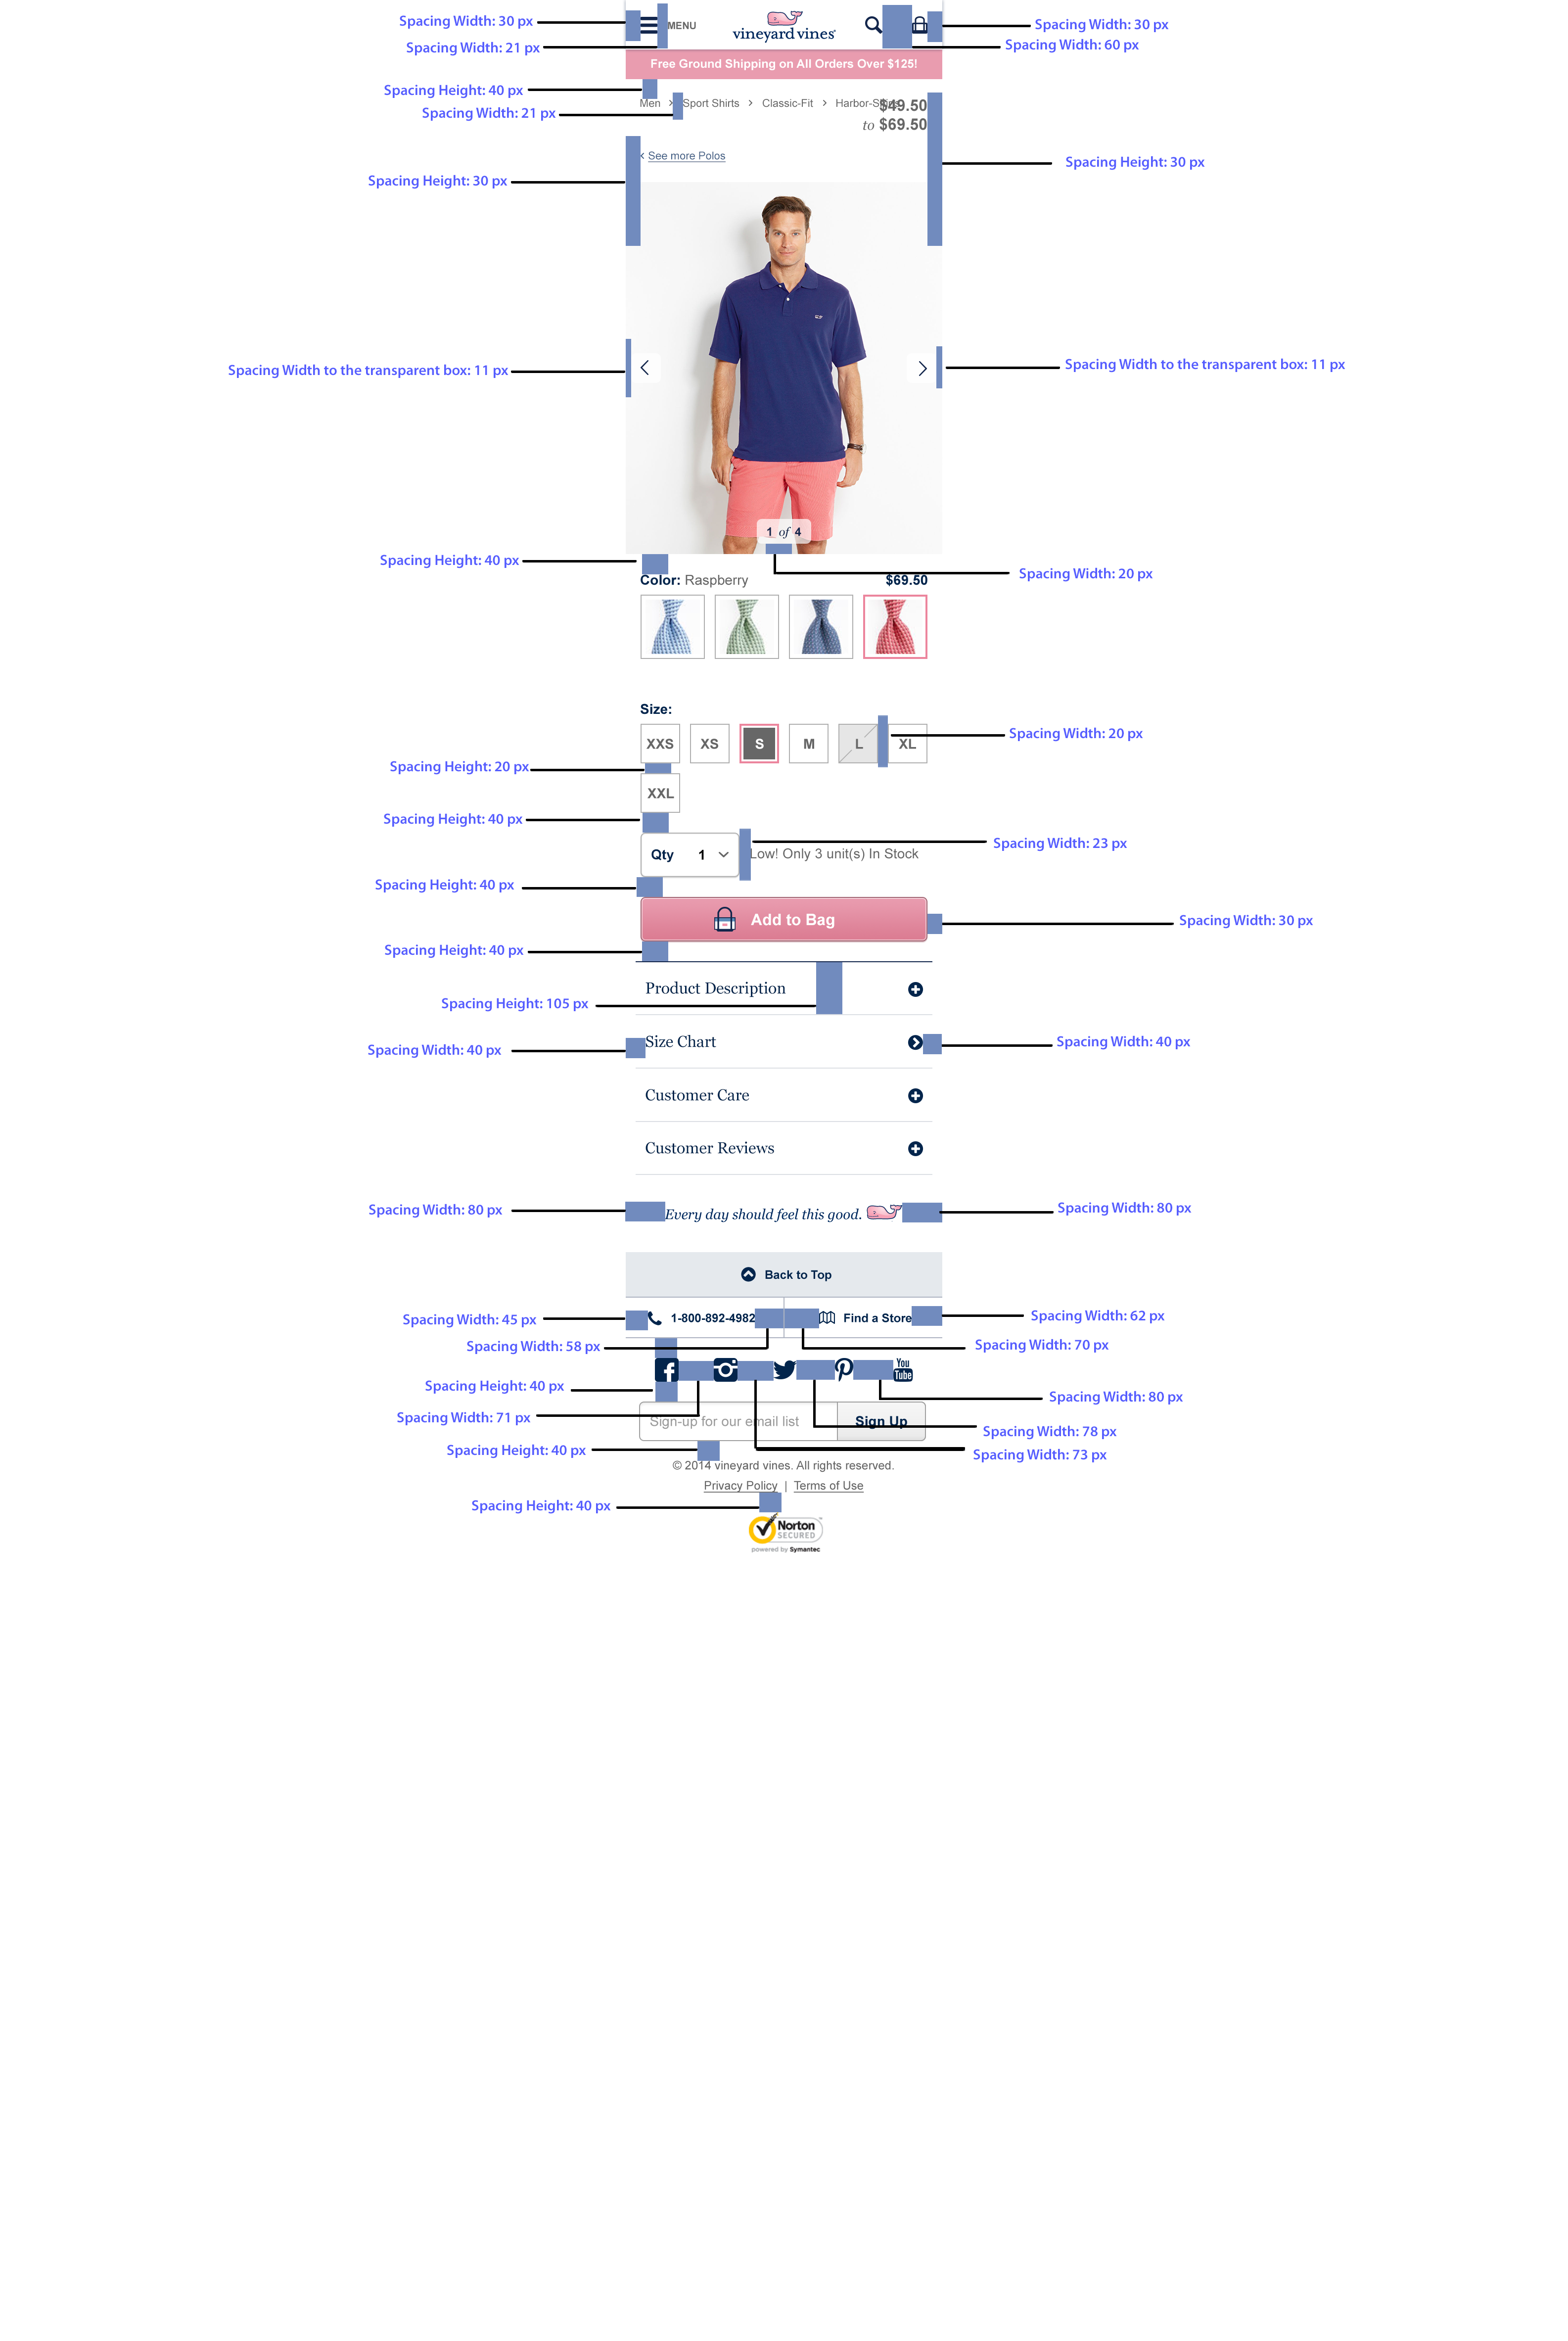 Spacing Width: 30 px
MENU
vineyard vines
Spacing Width: 30 px
Spacing Width: 21 px
Spacing Width: 60 px
Free Ground Shipping on All Orders Over $125!
Spacing Height: 40 px
Men > Sport Shirts > Classic-Fit > Harbor-S
$49.50
Spacing Width: 21 px
to $69.50
< See more Polos
Spacing Height: 30 px
Spacing Height: 30 px
Spacing Width to the transparent box: 11 px
Spacing Width to the transparent box: 11 px
1 of 4
Spacing Height: 40 px
Spacing Width: 20 px
Color: Raspberry
$69.50
Size:
XXS XS S M L XL
Spacing Width: 20 px
Spacing Height: 20 px
XXL
Spacing Height: 40 px
Qty 1
Low! Only 3 unit(s) In Stock
Spacing Width: 23 px
Spacing Height: 40 px
Add to Bag
Spacing Width: 30 px
Spacing Height: 40 px
Product Description
Spacing Height: 105 px
Size Chart
Spacing Width: 40 px
Spacing Width: 40 px
Customer Care
Customer Reviews
Spacing Width: 80 px
Every day should feel this good.
Spacing Width: 80 px
Back to Top
Spacing Width: 45 px
1-800-892-4982
Find a Store
Spacing Width: 62 px
Spacing Width: 58 px
Spacing Width: 70 px
You
Tube
Spacing Height: 40 px
Spacing Width: 80 px
Spacing Width: 71 px
Sign-up for our email list
Sign Up
Spacing Width: 78 px
Spacing Height: 40 px
Spacing Width: 73 px
© 2014 vineyard vines. All rights reserved.
Privacy Policy | Terms of Use
Spacing Height: 40 px
Norton
SECURED
powered by Symantec